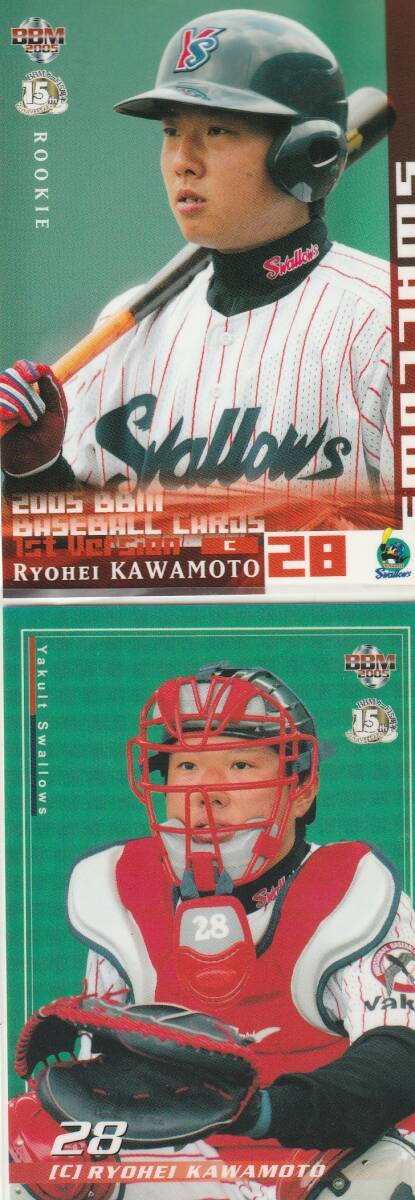 BBM
2005
15th
ROOKIE
YS
Swallows
SWALLOWS
Swallows
2005 BBM
BASEBALL CARDS
1st Version
C
RYOHEI KAWAMOTO
28
Swallows
Yakult Swallows
BBM
2005
15th
28
Yak
28
[C] RYOHEI KAWAMOTO